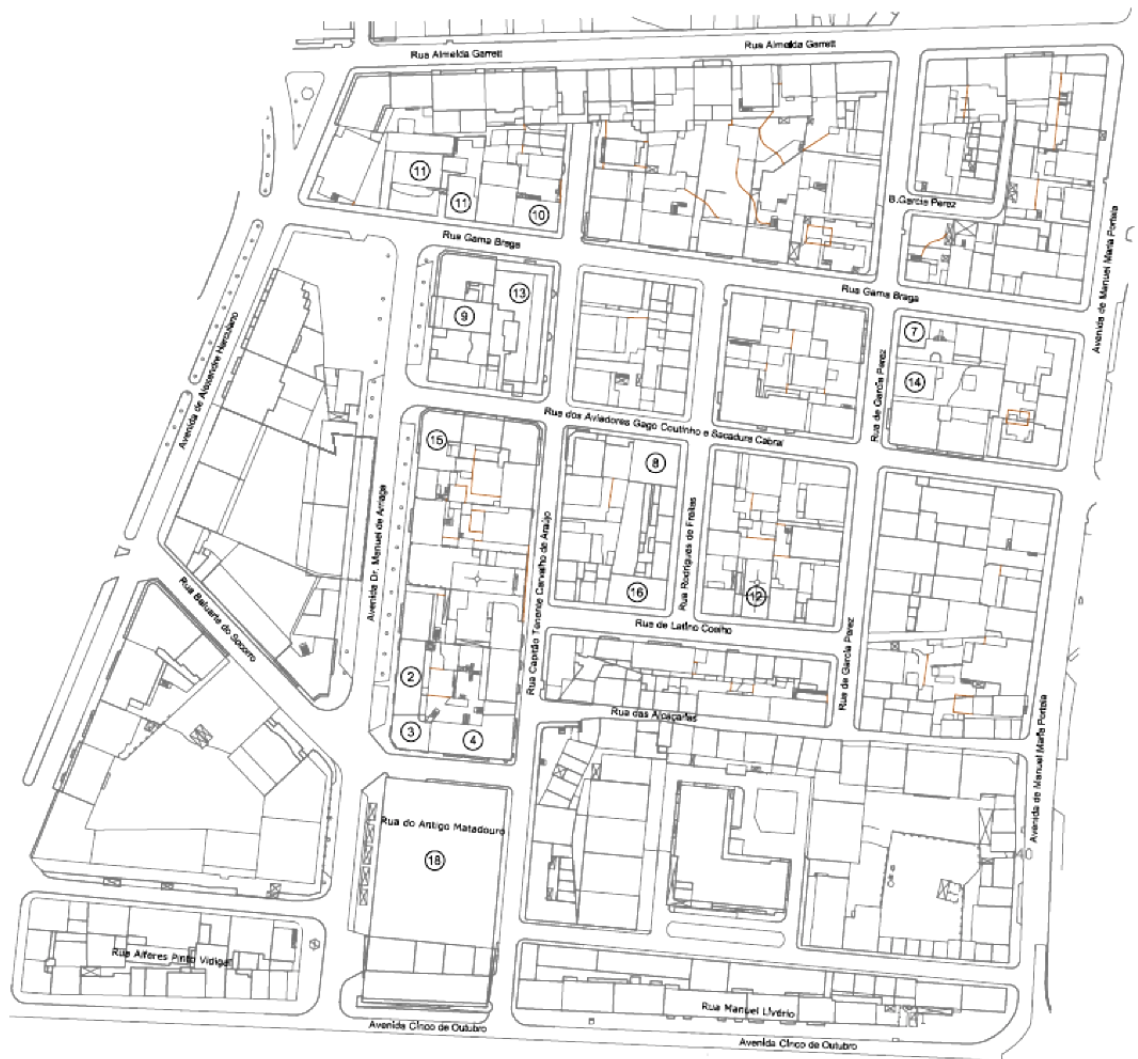 Rua Almeida Garrett
Rua Almeida Garrett
11
11
10
B.Garcia Perez
Rua Gama Braga
Rua Gama Braga
Avenida de Manuel Maria Portela
13
9
7
14
Avenida de Alexandre Herculano
Rua de Garcia Perez
Rua dos Aviadores Gago Coutinho e Sacadura Cabral
15
8
Avenida Dr. Manuel de Arriaga
Rua Capitão Tenente Carvalho de Araújo
Rua Rodrigues de Freitas
16
12
Rua de Latino Coelho
Rua Baluarte do Socorro
2
3
4
Rua de Garcia Perez
Rua das Alcaçarias
Avenida de Manuel Maria Portela
Rua do Antigo Matadouro
18
40
Rua Alferes Pinto Vidigal
Rua Manuel Livério
Avenida Cinco de Outubro
Avenida Cinco de Outubro